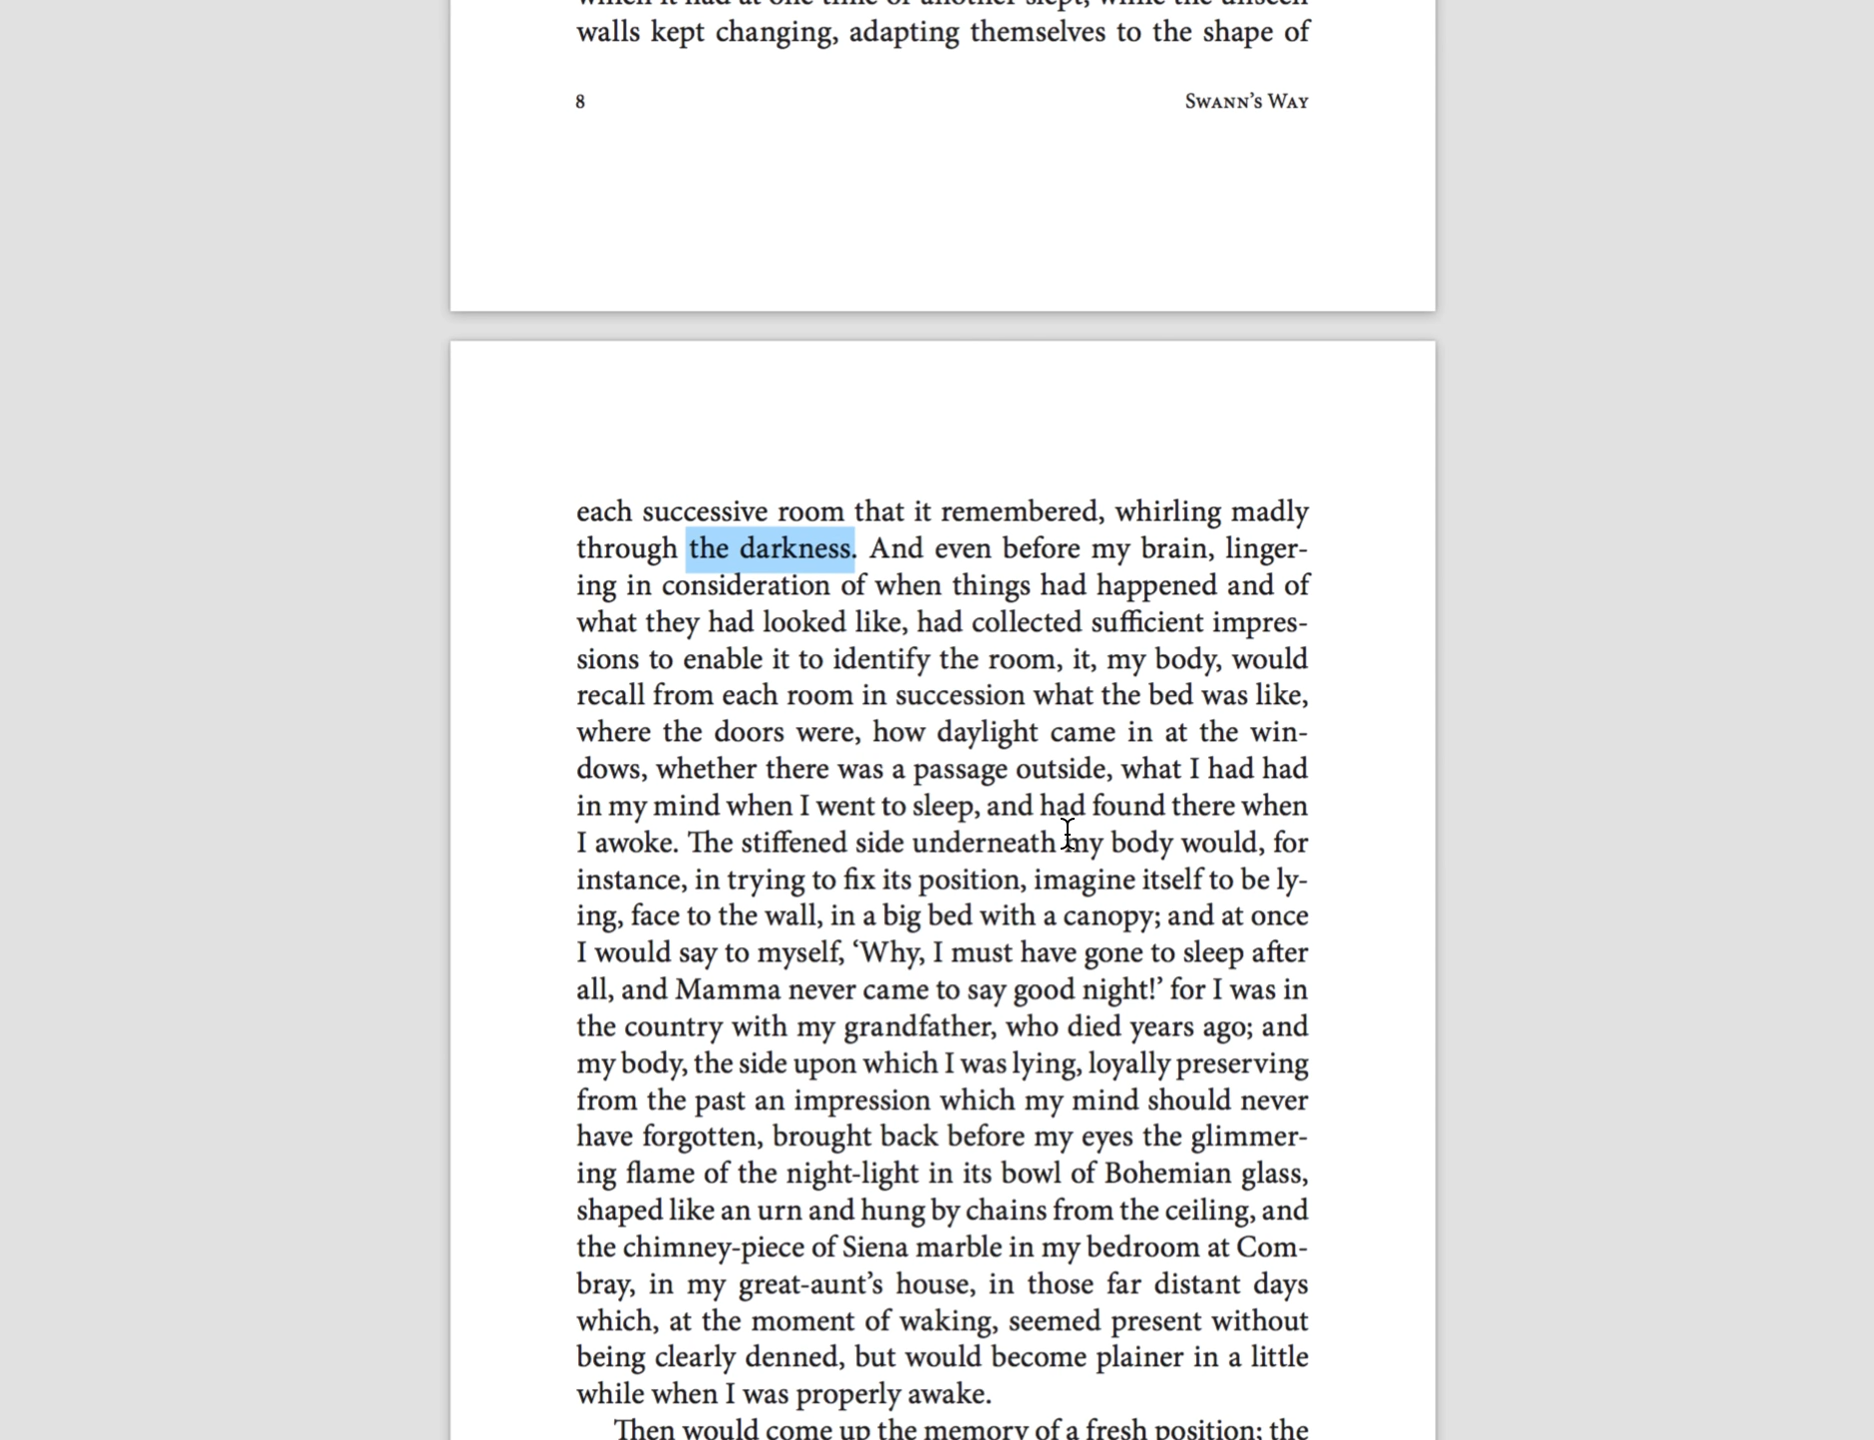 which it had at one time or another slept; while the unseen
walls kept changing, adapting themselves to the shape of
8
Swann’s Way
each successive room that it remembered, whirling madly
through the darkness. And even before my brain, linger-
ing in consideration of when things had happened and of
what they had looked like, had collected sufficient impres-
sions to enable it to identify the room, it, my body, would
recall from each room in succession what the bed was like,
where the doors were, how daylight came in at the win-
dows, whether there was a passage outside, what I had had
in my mind when I went to sleep, and had found there when
I awoke. The stiffened side underneath my body would, for
instance, in trying to fix its position, imagine itself to be ly-
ing, face to the wall, in a big bed with a canopy; and at once
I would say to myself, ‘Why, I must have gone to sleep after
all, and Mamma never came to say good night!’ for I was in
the country with my grandfather, who died years ago; and
my body, the side upon which I was lying, loyally preserving
from the past an impression which my mind should never
have forgotten, brought back before my eyes the glimmer-
ing flame of the night-light in its bowl of Bohemian glass,
shaped like an urn and hung by chains from the ceiling, and
the chimney-piece of Siena marble in my bedroom at Com-
bray, in my great-aunt’s house, in those far distant days
which, at the moment of waking, seemed present without
being clearly denned, but would become plainer in a little
while when I was properly awake.
Then would come up the memory of a fresh position; the